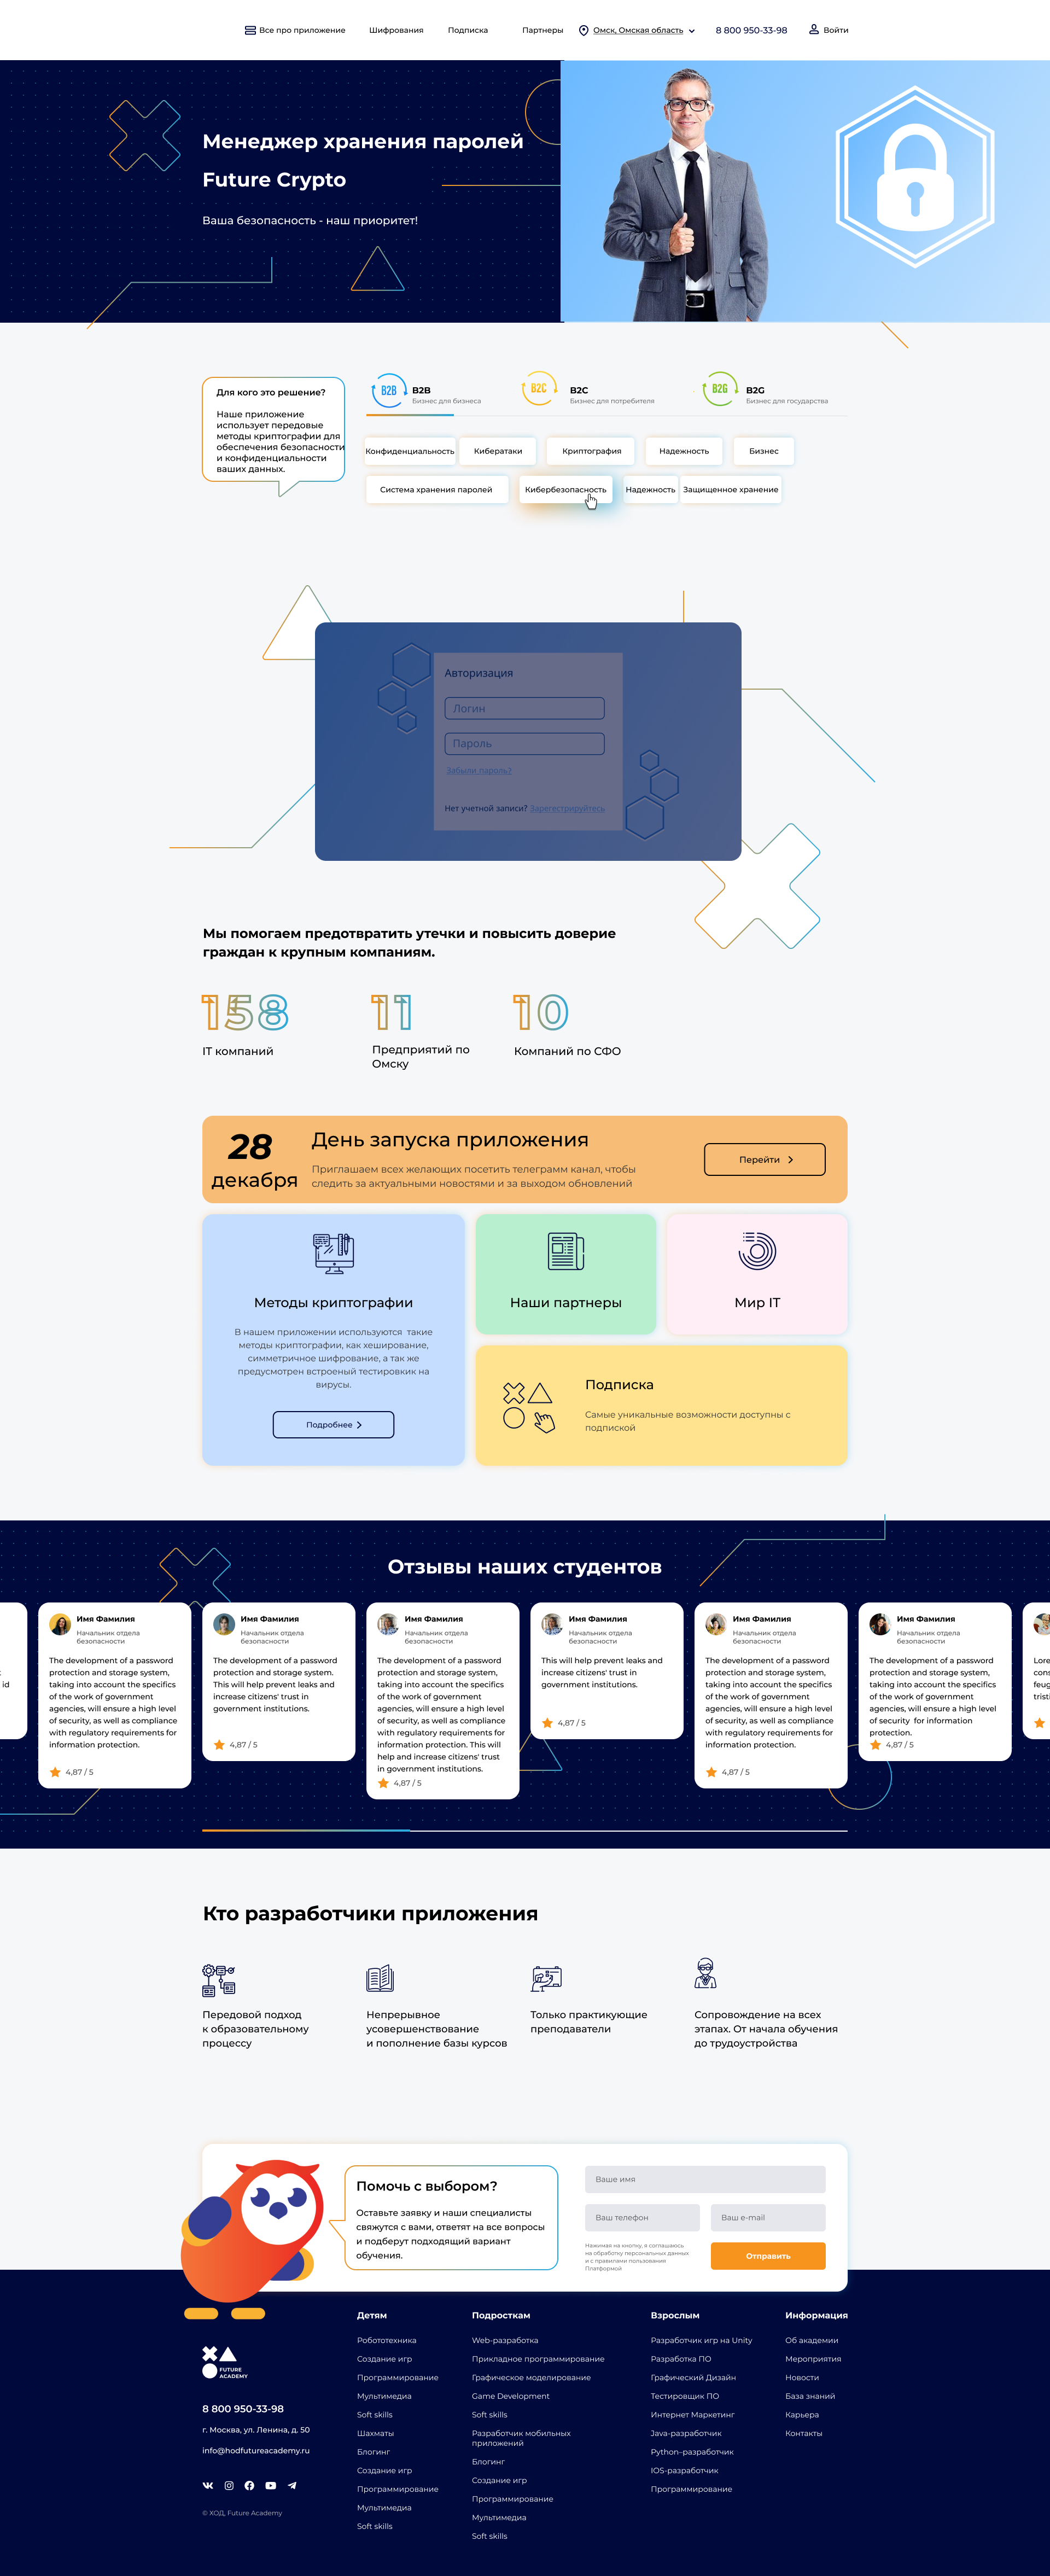 Все про приложение
Шифрования
Подписка
Партнеры
Омск, Омская область
8 800 950-33-98
Войти
Менеджер хранения паролей
Future Crypto
Ваша безопасность - наш приоритет!
Для кого это решение?
Наше приложение
использует передовые
методы криптографии для
обеспечения безопасности
и конфиденциальности
ваших данных.
B2B
B2B
Бизнес для бизнеса
B2C
B2C
Бизнес для потребителя
B2G
B2G
Бизнес для государства
Конфиденциальность
Кибератаки
Криптография
Надежность
Бизнес
Система хранения паролей
Кибербезопасность
Надежность
Защищенное хранение
Авторизация
Логин
Пароль
Забыли пароль?
Нет учетной записи? Зарегестрируйтесь
Мы помогаем предотвратить утечки и повысить доверие
граждан к крупным компаниям.
158
IT компаний
11
Предприятий по
Омску
10
Компаний по СФО
28
декабря
День запуска приложения
Приглашаем всех желающих посетить телеграмм канал, чтобы
следить за актуальными новостями и за выходом обновлений
Перейти
Методы криптографии
В нашем приложении используются такие
методы криптографии, как хеширование,
симметричное шифрование, а так же
предусмотрен встроеный тестировкик на
вирусы.
Подробнее
Наши партнеры
Мир IT
Подписка
Самые уникальные возможности доступны с
подпиской
Отзывы наших студентов
id
Имя Фамилия
Начальник отдела
безопасности
The development of a password
protection and storage system,
taking into account the specifics
of the work of government
agencies, will ensure a high level
of security, as well as compliance
with regulatory requirements for
information protection.
4,87 / 5
Имя Фамилия
Начальник отдела
безопасности
The development of a password
protection and storage system.
This will help prevent leaks and
increase citizens' trust in
government institutions.
4,87 / 5
Имя Фамилия
Начальник отдела
безопасности
The development of a password
protection and storage system,
taking into account the specifics
of the work of government
agencies, will ensure a high level
of security, as well as compliance
with regulatory requirements for
information protection. This will
help and increase citizens' trust
in government institutions.
4,87 / 5
Имя Фамилия
Начальник отдела
безопасности
This will help prevent leaks and
increase citizens' trust in
government institutions.
4,87 / 5
Имя Фамилия
Начальник отдела
безопасности
The development of a password
protection and storage system,
taking into account the specifics
of the work of government
agencies, will ensure a high level
of security, as well as compliance
with regulatory requirements for
information protection.
4,87 / 5
Имя Фамилия
Начальник отдела
безопасности
The development of a password
protection and storage system,
taking into account the specifics
of the work of government
agencies, will ensure a high level
of security for information
protection.
4,87 / 5
Lore
cons
feug
tristi
Кто разработчики приложения
Передовой подход
к образовательному
процессу
Непрерывное
усовершенствование
и пополнение базы курсов
Только практикующие
преподаватели
Сопровождение на всех
этапах. От начала обучения
до трудоустройства
Помочь с выбором?
Оставьте заявку и наши специалисты
свяжутся с вами, ответят на все вопросы
и подберут подходящий вариант
обучения.
Ваше имя
Ваш телефон
Ваш e-mail
Нажимая на кнопку, я соглашаюсь
на обработку персональных данных
и с правилами пользования
Платформой
Отправить
FUTURE
ACADEMY
8 800 950-33-98
г. Москва, ул. Ленина, д. 50
info@hodfutureacademy.ru
© ХОД, Future Academy
Детям
Робототехника
Создание игр
Программирование
Мультимедиа
Soft skills
Шахматы
Блогинг
Создание игр
Программирование
Мультимедиа
Soft skills
Подросткам
Web-разработка
Прикладное программирование
Графическое моделирование
Game Development
Soft skills
Разработчик мобильных
приложений
Блогинг
Создание игр
Программирование
Мультимедиа
Soft skills
Взрослым
Разработчик игр на Unity
Разработка ПО
Графический Дизайн
Тестировщик ПО
Интернет Маркетинг
Java-разработчик
Python-разработчик
IOS-разработчик
Программирование
Информация
Об академии
Мероприятия
Новости
База знаний
Карьера
Контакты